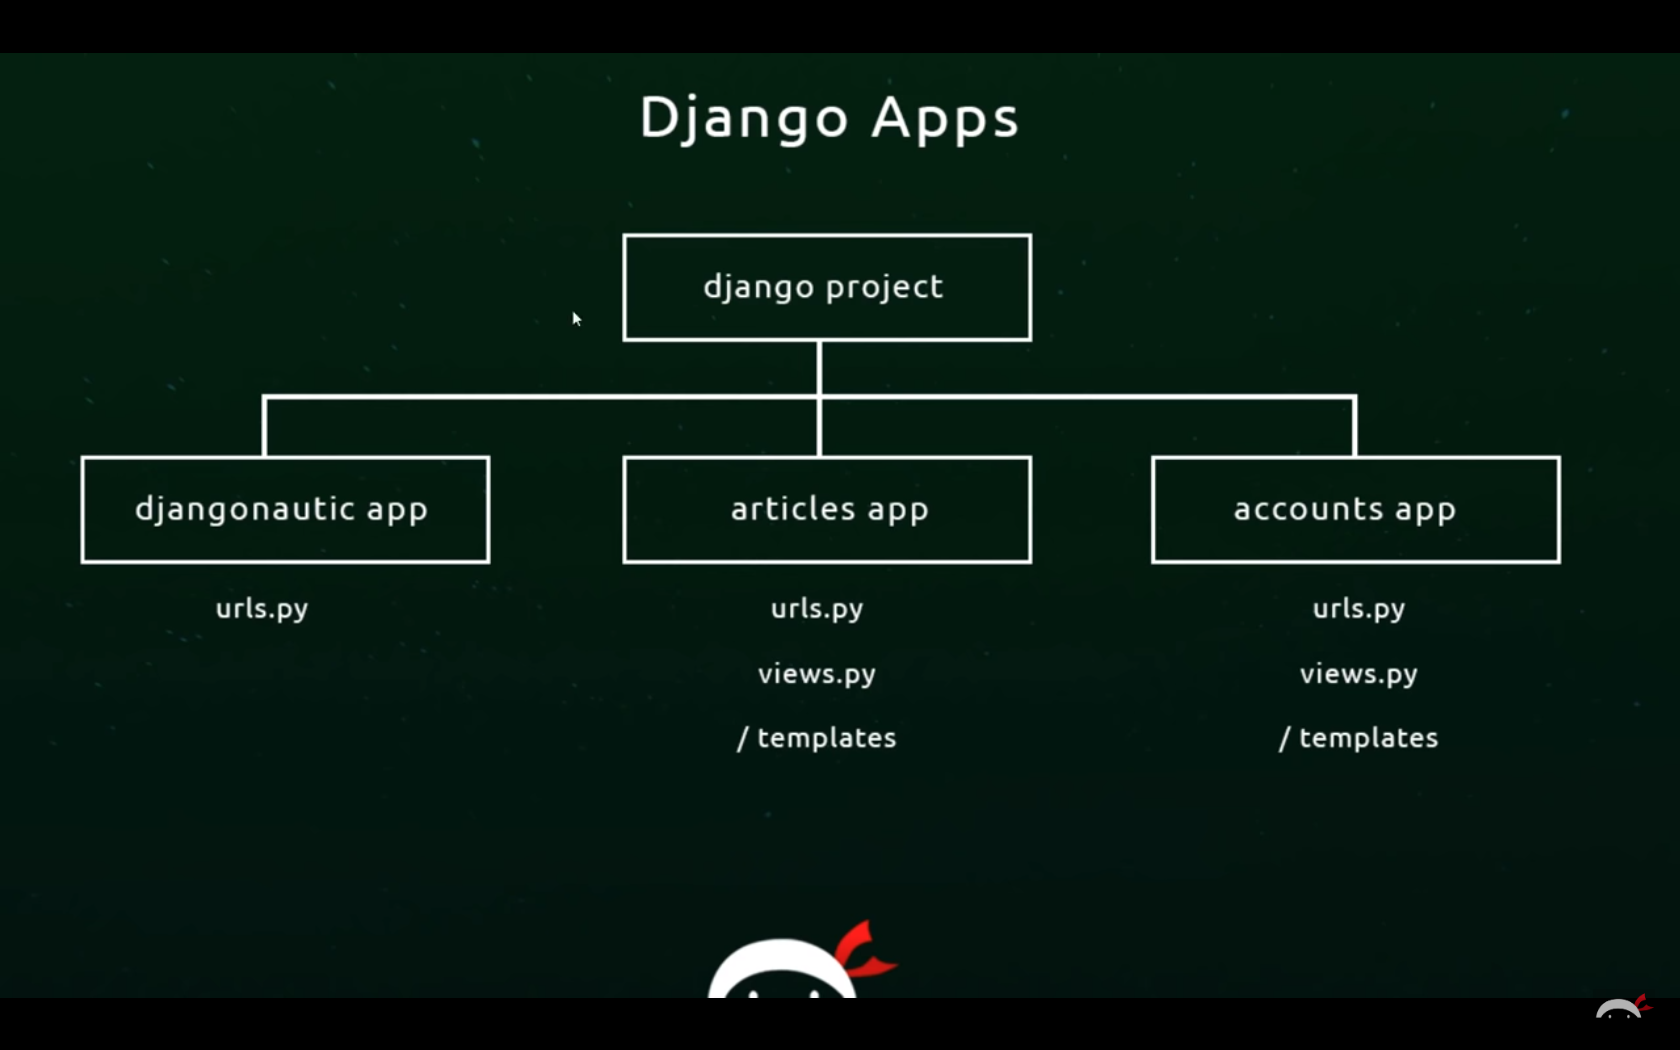 Django Apps
django project
djangonautic app
articles app
accounts app
urls.py
urls.py
urls.py
views.py
views.py
/ templates
/ templates